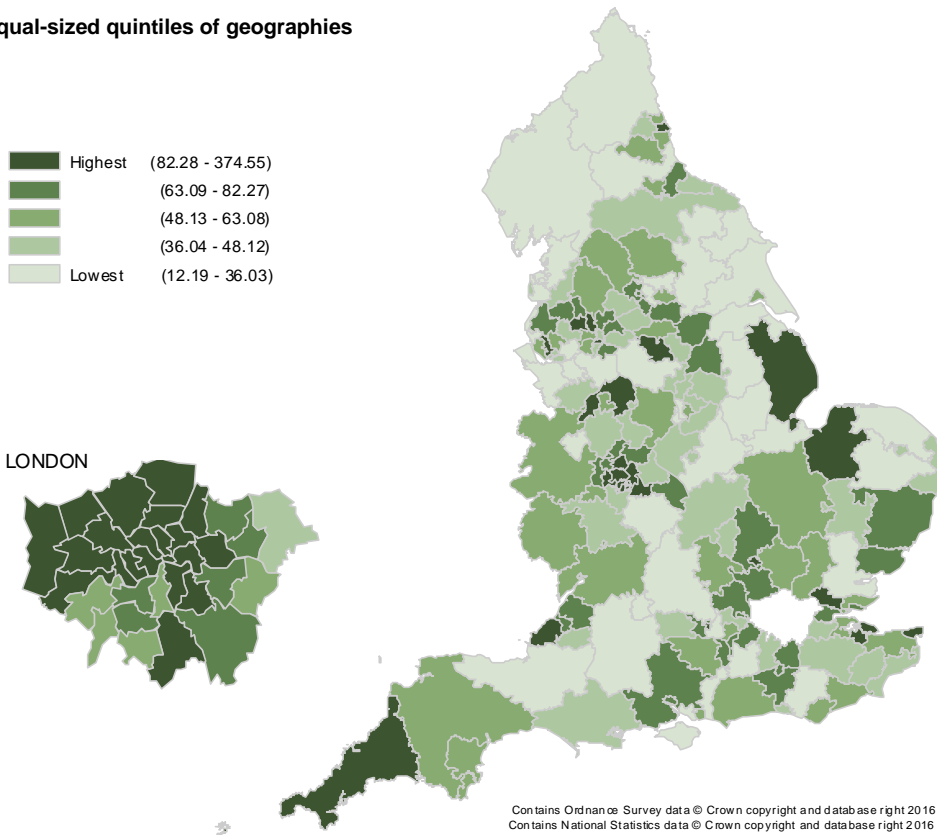 qual-sized quintiles of geographies
Highest (82.28 - 374.55)
(63.09 - 82.27)
(48.13 - 63.08)
(36.04 - 48.12)
Lowest (12.19 - 36.03)
LONDON
Contains Ordnance Survey data © Crown copyright and database right 2016
Contains National Statistics data © Crown copyright and database right 2016